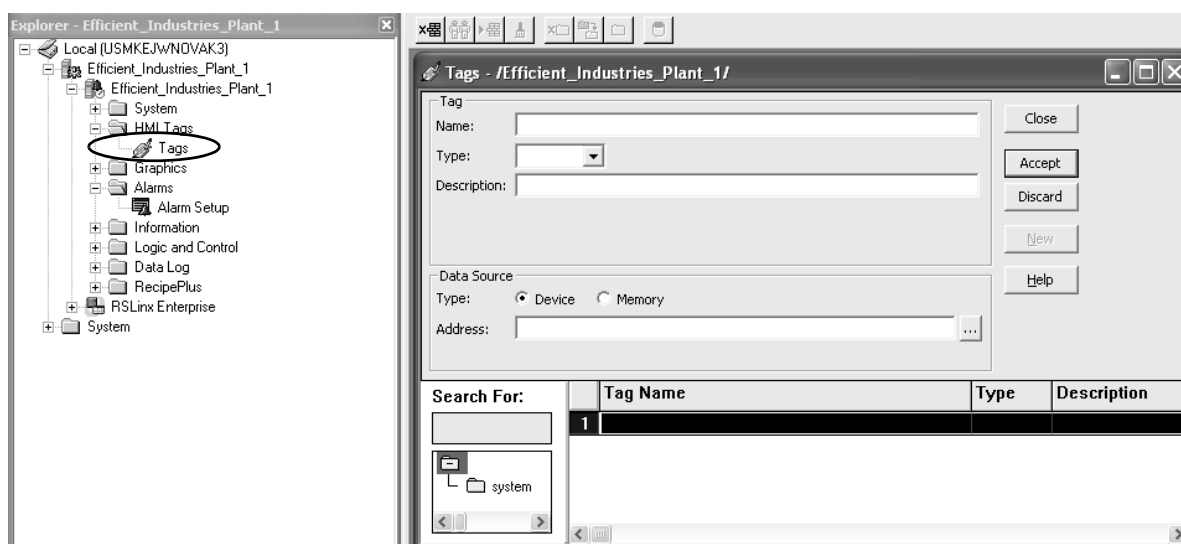 Explorer - Efficient_Industries_Plant_1
Local (USMKEJWNOVAK3)
Efficient_Industries_Plant_1
Efficient_Industries_Plant_1
System
HMI Tags
Tags
Graphics
Alarms
Alarm Setup
Information
Logic and Control
Data Log
RecipePlus
RSLinx Enterprise
System
Tags - /Efficient_Industries_Plant_1/
Tag
Name:
Type:
Description:
Close
Accept
Discard
New
Help
Data Source
Type: Device Memory
Address: ...
Search For:
system
Tag Name Type Description
1